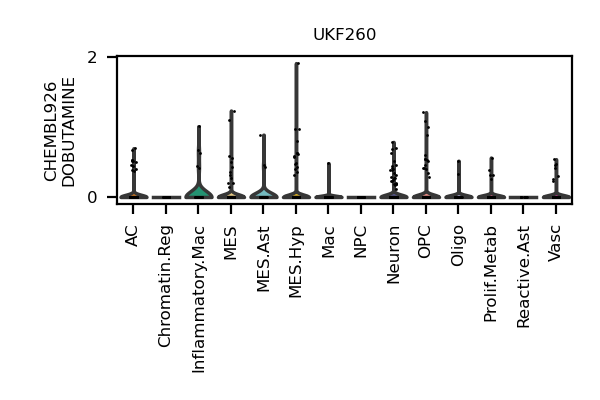 UKF260
CHEMBL926
DOBUTAMINE
2
0
AC
Chromatin.Reg
Inflammatory.Mac
MES
MES.Ast
MES.Hyp
Mac
NPC
Neuron
OPC
Oligo
Prolif.Metab
Reactive.Ast
Vasc